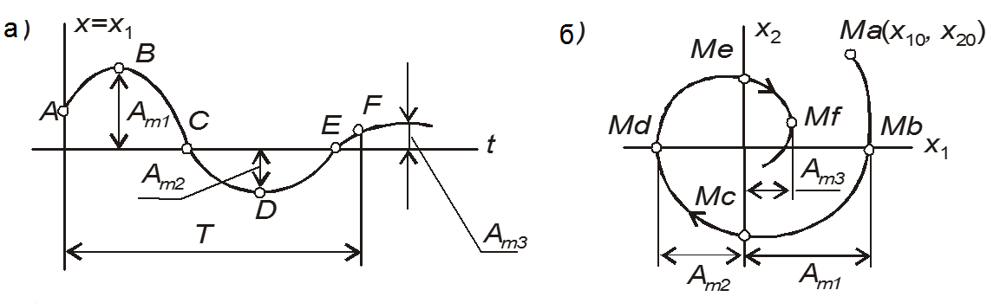 а)
x=x1
A
B
Am1
C
E
F
t
Am2
D
T
Am3
б)
x2
Ma(x10, x20)
Me
Md
Mf
Mb
x1
Mc
Am3
Am2
Am1